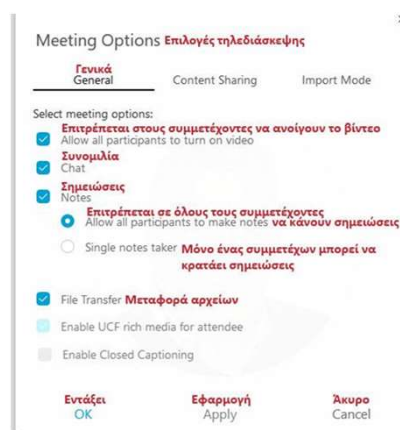 Meeting Options Επιλογές τηλεδιάσκεψης
Γενικά
General Content Sharing Import Mode
Select meeting options:
Επιτρέπεται στους συμμετέχοντες να ανοίγουν το βίντεο
Allow all participants to turn on video
Συνομιλία
Chat
Σημειώσεις
Notes
Επιτρέπεται σε όλους τους συμμετέχοντες
Allow all participants to make notes να κάνουν σημειώσεις
Single notes taker Μόνο ένας συμμετέχων μπορεί να
κρατάει σημειώσεις
File Transfer Μεταφορά αρχείων
Enable UCF rich media for attendee
Enable Closed Captioning
Εντάξει Εφαρμογή Άκυρο
OK Apply Cancel